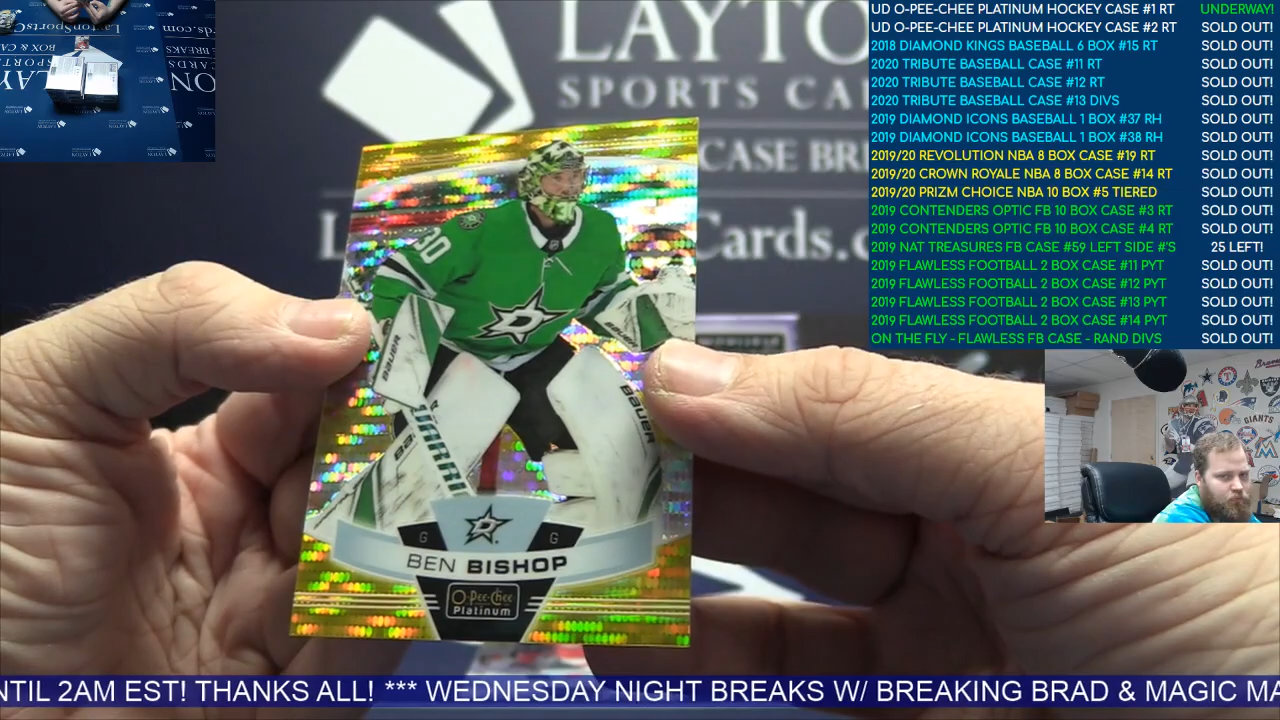 LAYTON
SPORTS CA
CASE BRE
Cards.c
30
BAUER
BAUER
G
G
BEN BISHOP
O-Pee-Chee
Platinum
UD O-PEE-CHEE PLATINUM HOCKEY CASE #1 RT UNDERWAY!
UD O-PEE-CHEE PLATINUM HOCKEY CASE #2 RT SOLD OUT!
2018 DIAMOND KINGS BASEBALL 6 BOX #15 RT SOLD OUT!
2020 TRIBUTE BASEBALL CASE #11 RT SOLD OUT!
2020 TRIBUTE BASEBALL CASE #12 RT SOLD OUT!
2020 TRIBUTE BASEBALL CASE #13 DIVS SOLD OUT!
2019 DIAMOND ICONS BASEBALL 1 BOX #37 RH SOLD OUT!
2019 DIAMOND ICONS BASEBALL 1 BOX #38 RH SOLD OUT!
2019/20 REVOLUTION NBA 8 BOX CASE #19 RT SOLD OUT!
2019/20 CROWN ROYALE NBA 8 BOX CASE #14 RT SOLD OUT!
2019/20 PRIZM CHOICE NBA 10 BOX #5 TIERED SOLD OUT!
2019 CONTENDERS OPTIC FB 10 BOX CASE #3 RT SOLD OUT!
2019 CONTENDERS OPTIC FB 10 BOX CASE #4 RT SOLD OUT!
2019 NAT TREASURES FB CASE #59 LEFT SIDE #'S 25 LEFT!
2019 FLAWLESS FOOTBALL 2 BOX CASE #11 PYT SOLD OUT!
2019 FLAWLESS FOOTBALL 2 BOX CASE #12 PYT SOLD OUT!
2019 FLAWLESS FOOTBALL 2 BOX CASE #13 PYT SOLD OUT!
2019 FLAWLESS FOOTBALL 2 BOX CASE #14 PYT SOLD OUT!
ON THE FLY - FLAWLESS FB CASE - RAND DIVS SOLD OUT!
GIANTS
NTIL 2AM EST! THANKS ALL! *** WEDNESDAY NIGHT BREAKS W/ BREAKING BRAD & MAGIC MA